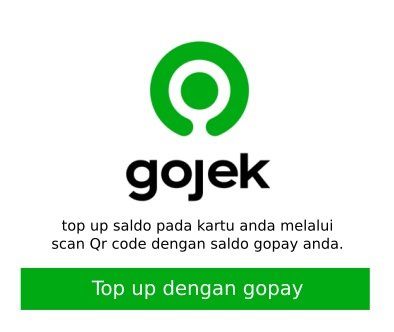 gojek
top up saldo pada kartu anda melalui
scan Qr code dengan saldo gopay anda.
Top up dengan gopay